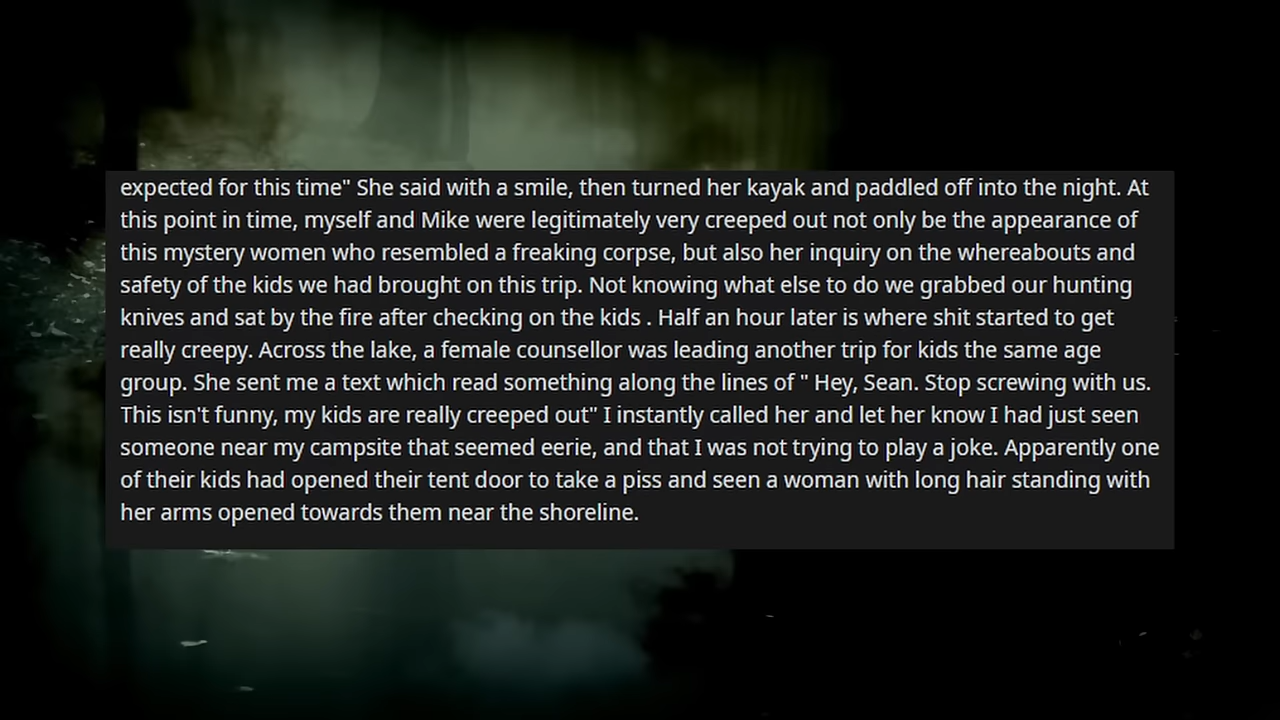 expected for this time" She said with a smile, then turned her kayak and paddled off into the night. At
this point in time, myself and Mike were legitimately very creeped out not only be the appearance of
this mystery women who resembled a freaking corpse, but also her inquiry on the whereabouts and
safety of the kids we had brought on this trip. Not knowing what else to do we grabbed our hunting
knives and sat by the fire after checking on the kids . Half an hour later is where shit started to get
really creepy. Across the lake, a female counsellor was leading another trip for kids the same age
group. She sent me a text which read something along the lines of " Hey, Sean. Stop screwing with us.
This isn't funny, my kids are really creeped out" I instantly called her and let her know I had just seen
someone near my campsite that seemed eerie, and that I was not trying to play a joke. Apparently one
of their kids had opened their tent door to take a piss and seen a woman with long hair standing with
her arms opened towards them near the shoreline.